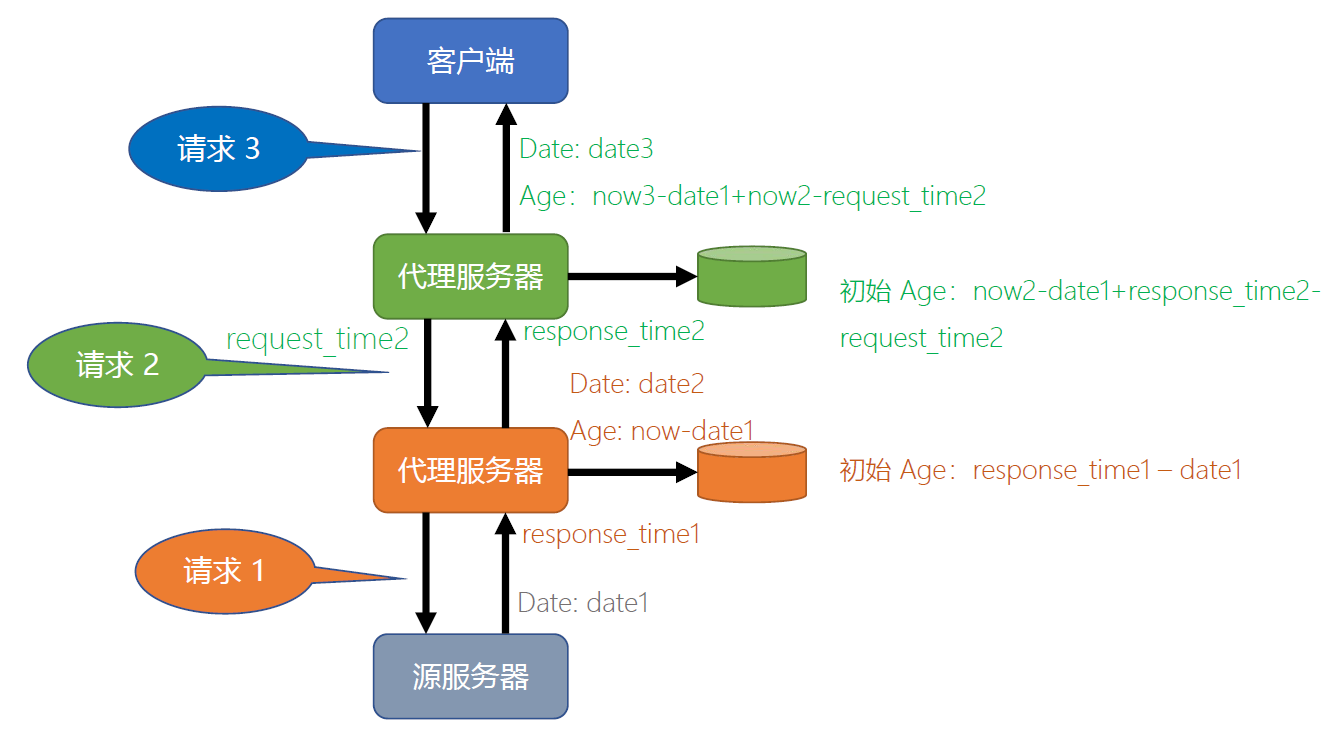 客户端
请求 3
Date: date3
Age：now3-date1+now2-request_time2
代理服务器
初始 Age：now2-date1+response_time2-
request_time2
request_time2
response_time2
请求 2
Date: date2
Age: now-date1
代理服务器
初始 Age：response_time1 – date1
response_time1
请求 1
Date: date1
源服务器